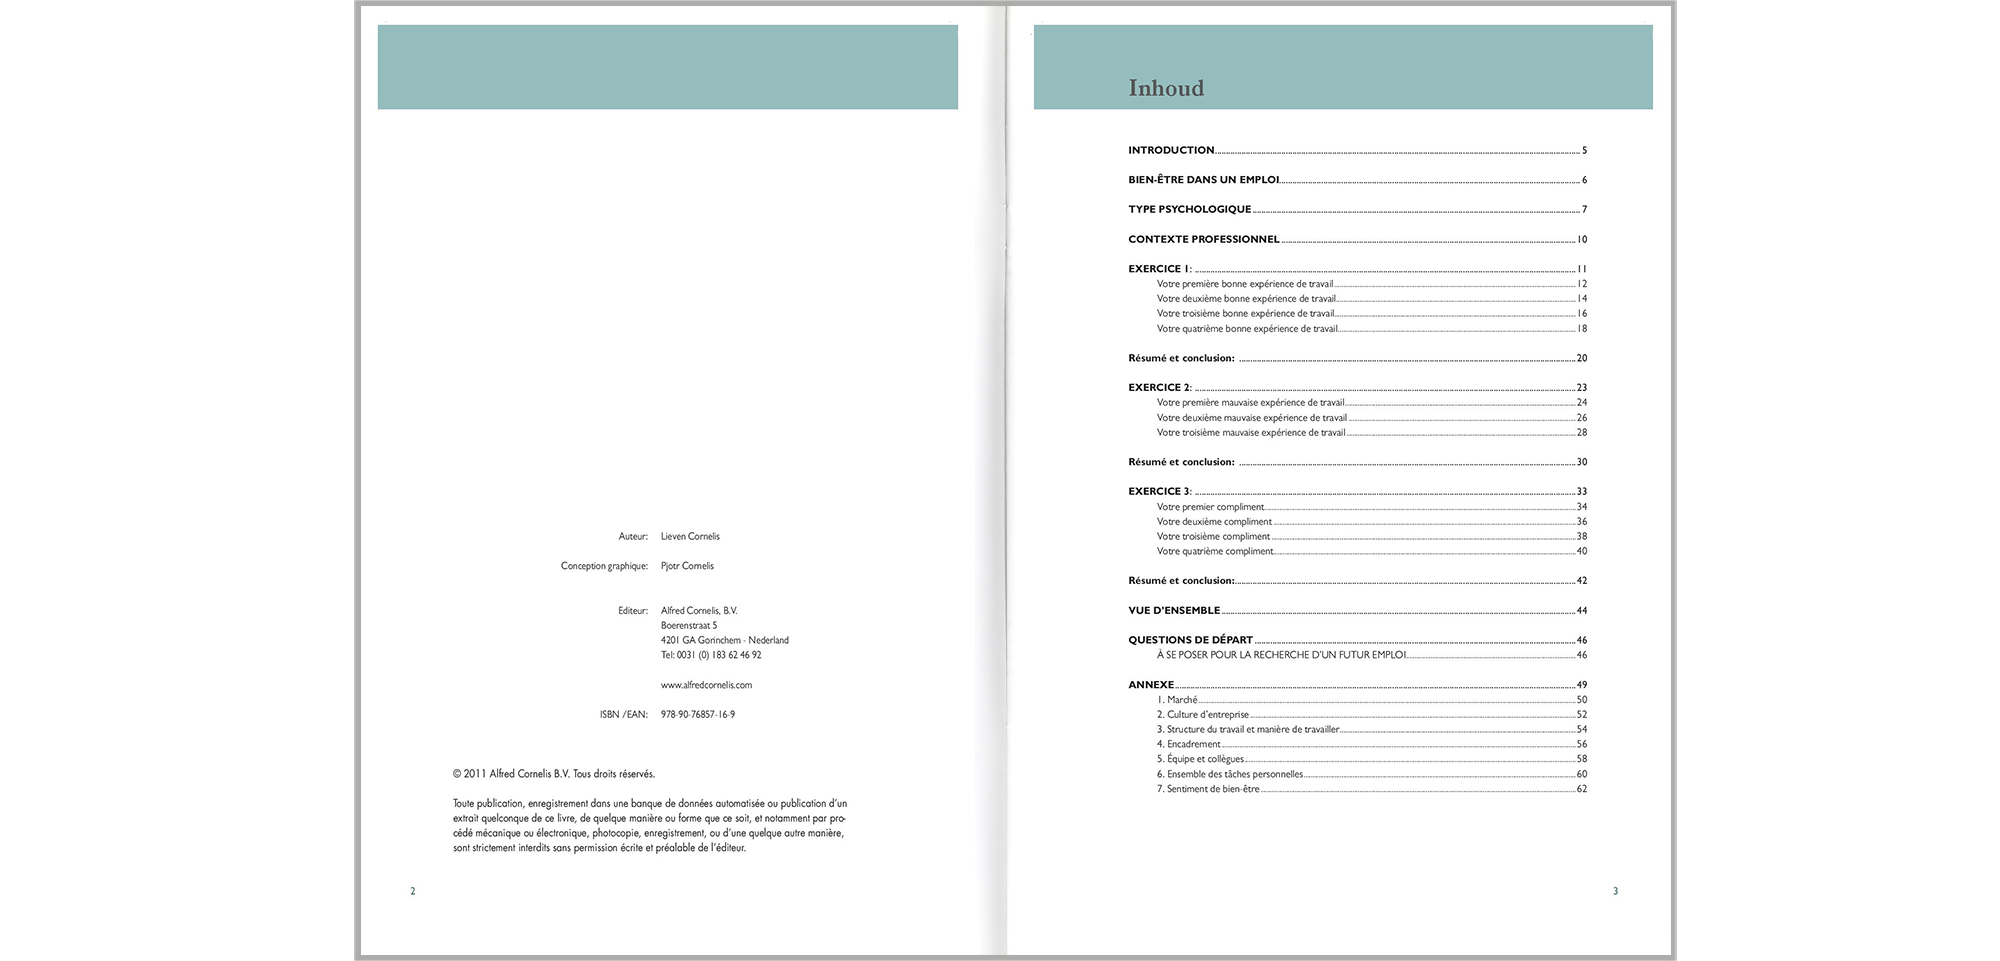 Auteur: Lieven Cornelis
Conception graphique: Pjotr Cornelis
Editeur: Alfred Cornelis, B.V.
Boerenstraat 5
4201 GA Gorinchem - Nederland
Tel: 0031 (0) 183 62 46 92
www.alfredcornelis.com
ISBN /EAN: 978-90-76857-16-9
© 2011 Alfred Cornelis B.V. Tous droits réservés.
Toute publication, enregistrement dans une banque de données automatisée ou publication d'un
extrait quelconque de ce livre, de quelque manière ou forme que ce soit, et notamment par pro-
cédé mécanique ou électronique, photocopie, enregistrement, ou d'une quelque autre manière,
sont strictement interdits sans permission écrite et préalable de l'éditeur.
2
Inhoud
INTRODUCTION 5
BIEN-ÊTRE DANS UN EMPLOI 6
TYPE PSYCHOLOGIQUE 7
CONTEXTE PROFESSIONNEL 10
EXERCICE 1: 11
Votre première bonne expérience de travail 12
Votre deuxième bonne expérience de travail 14
Votre troisième bonne expérience de travail 16
Votre quatrième bonne expérience de travail 18
Résumé et conclusion: 20
EXERCICE 2: 23
Votre première mauvaise expérience de travail 24
Votre deuxième mauvaise expérience de travail 26
Votre troisième mauvaise expérience de travail 28
Résumé et conclusion: 30
EXERCICE 3: 33
Votre premier compliment 34
Votre deuxième compliment 36
Votre troisième compliment 38
Votre quatrième compliment 40
Résumé et conclusion: 42
VUE D'ENSEMBLE 44
QUESTIONS DE DÉPART 46
À SE POSER POUR LA RECHERCHE D'UN FUTUR EMPLOI 46
ANNEXE 49
1. Marché 50
2. Culture d'entreprise 52
3. Structure du travail et manière de travailler 54
4. Encadrement 56
5. Équipe et collègues 58
6. Ensemble des tâches personnelles 60
7. Sentiment de bien-être 62
3